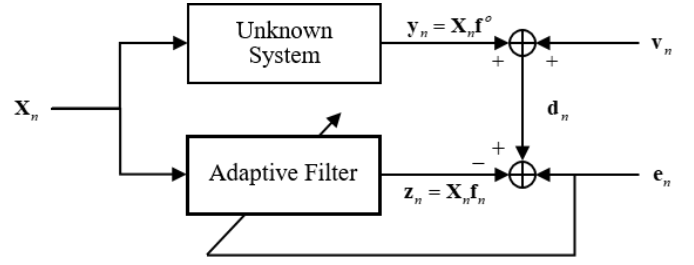 Unknown
System
y_n = X_n f°
+
+
v_n
X_n
d_n
+
Adaptive Filter
−
z_n = X_n f_n
e_n